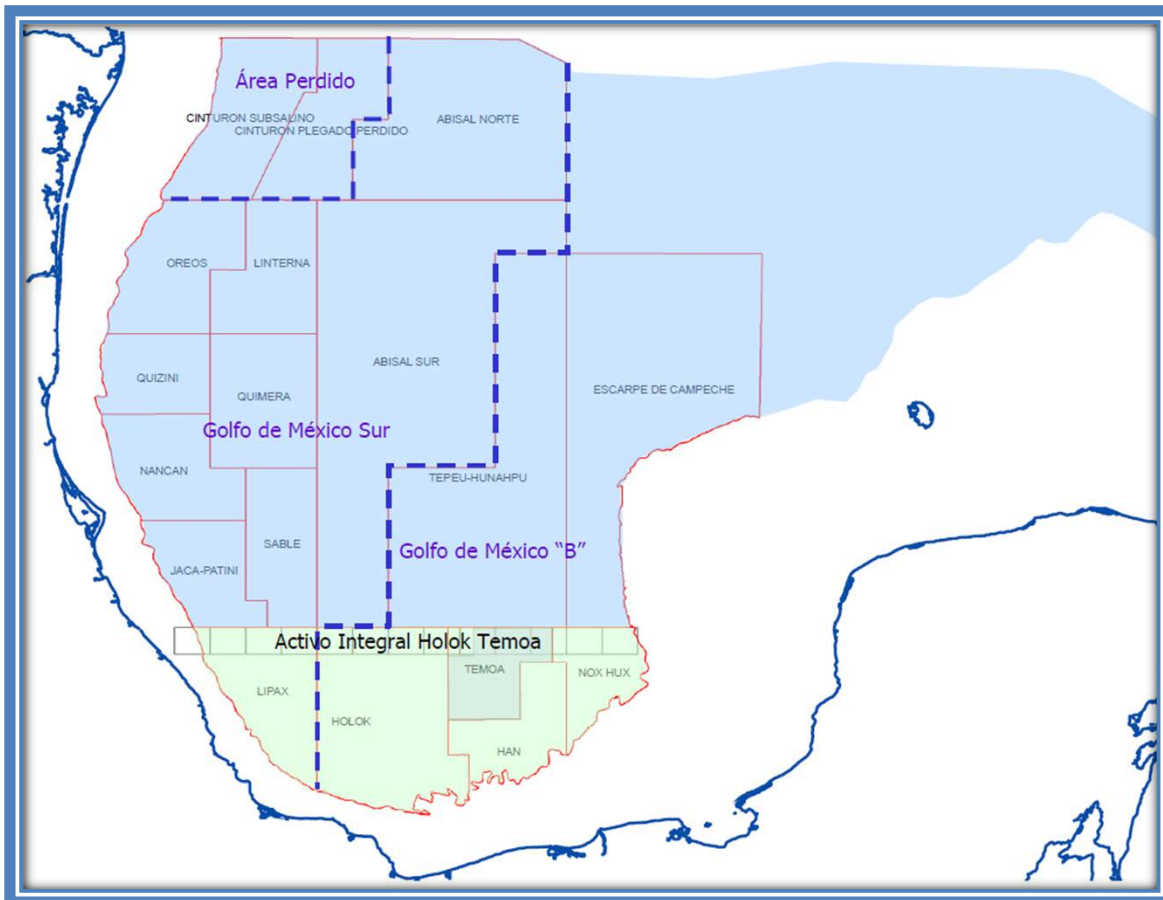 Área Perdido
CINTURON SUBSALINO
CINTURON PLEGADO PERDIDO
ABISAL NORTE
OREOS
LINTERNA
ABISAL SUR
QUIZINI
QUIMERA
ESCARPE DE CAMPECHE
Golfo de México Sur
NANCAN
TEPEU-HUNAHPU
SABLE
Golfo de México “B”
JACA-PATINI
Activo Integral Holok Temoa
TEMOA
NOX HUX
LIPAX
HOLOK
HAN